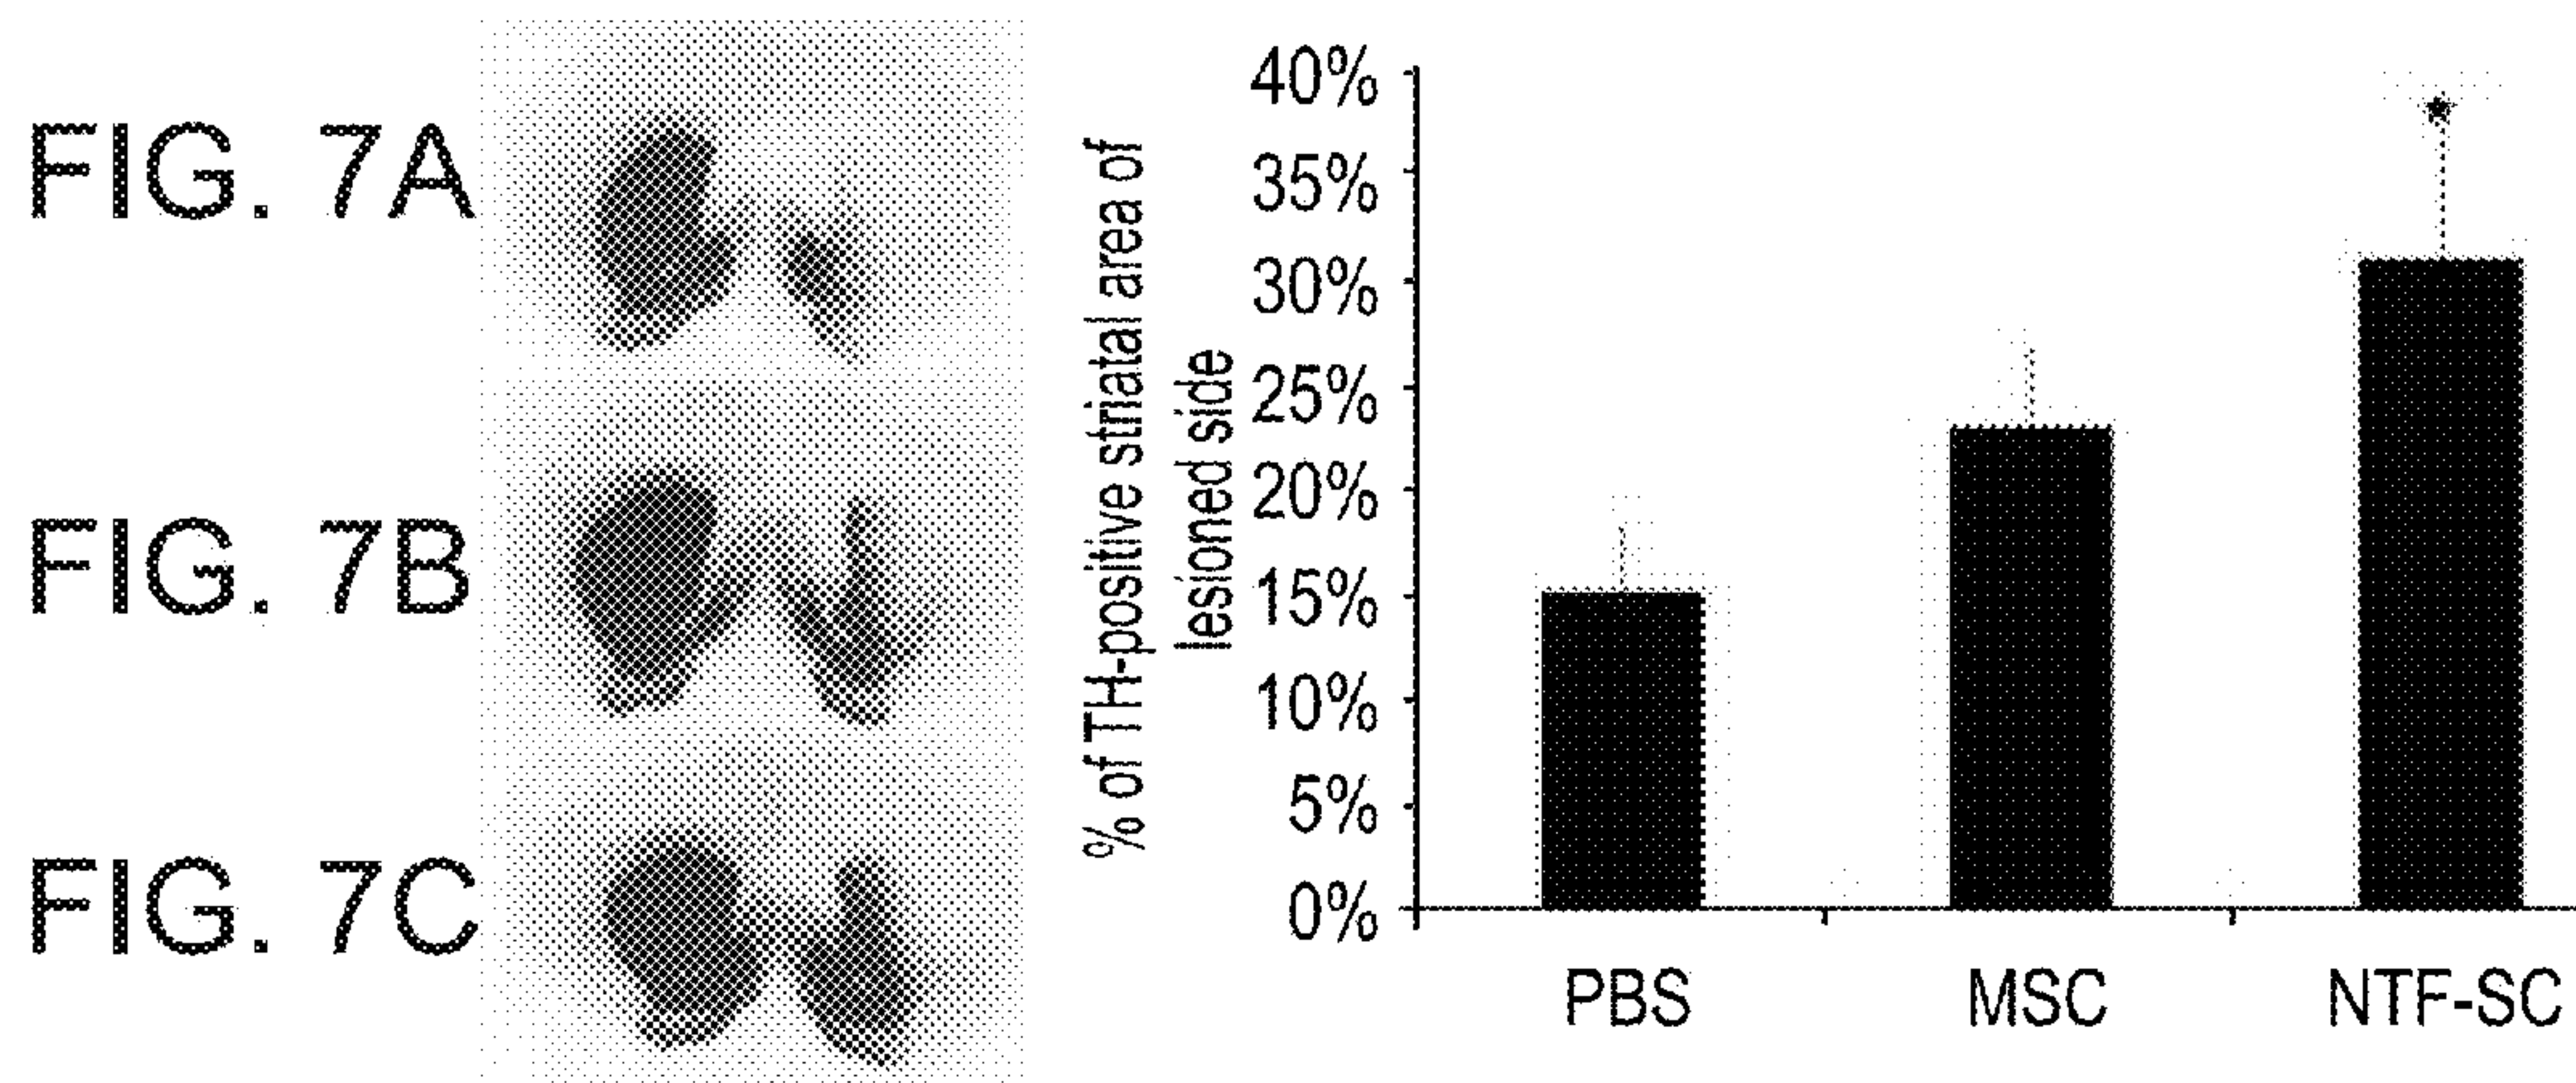 FIG. 7A
FIG. 7B
FIG. 7C
% of TH-positive striatal area of
lesioned side
40%
35%
30%
25%
20%
15%
10%
5%
0%
*
PBS
MSC
NTF-SC